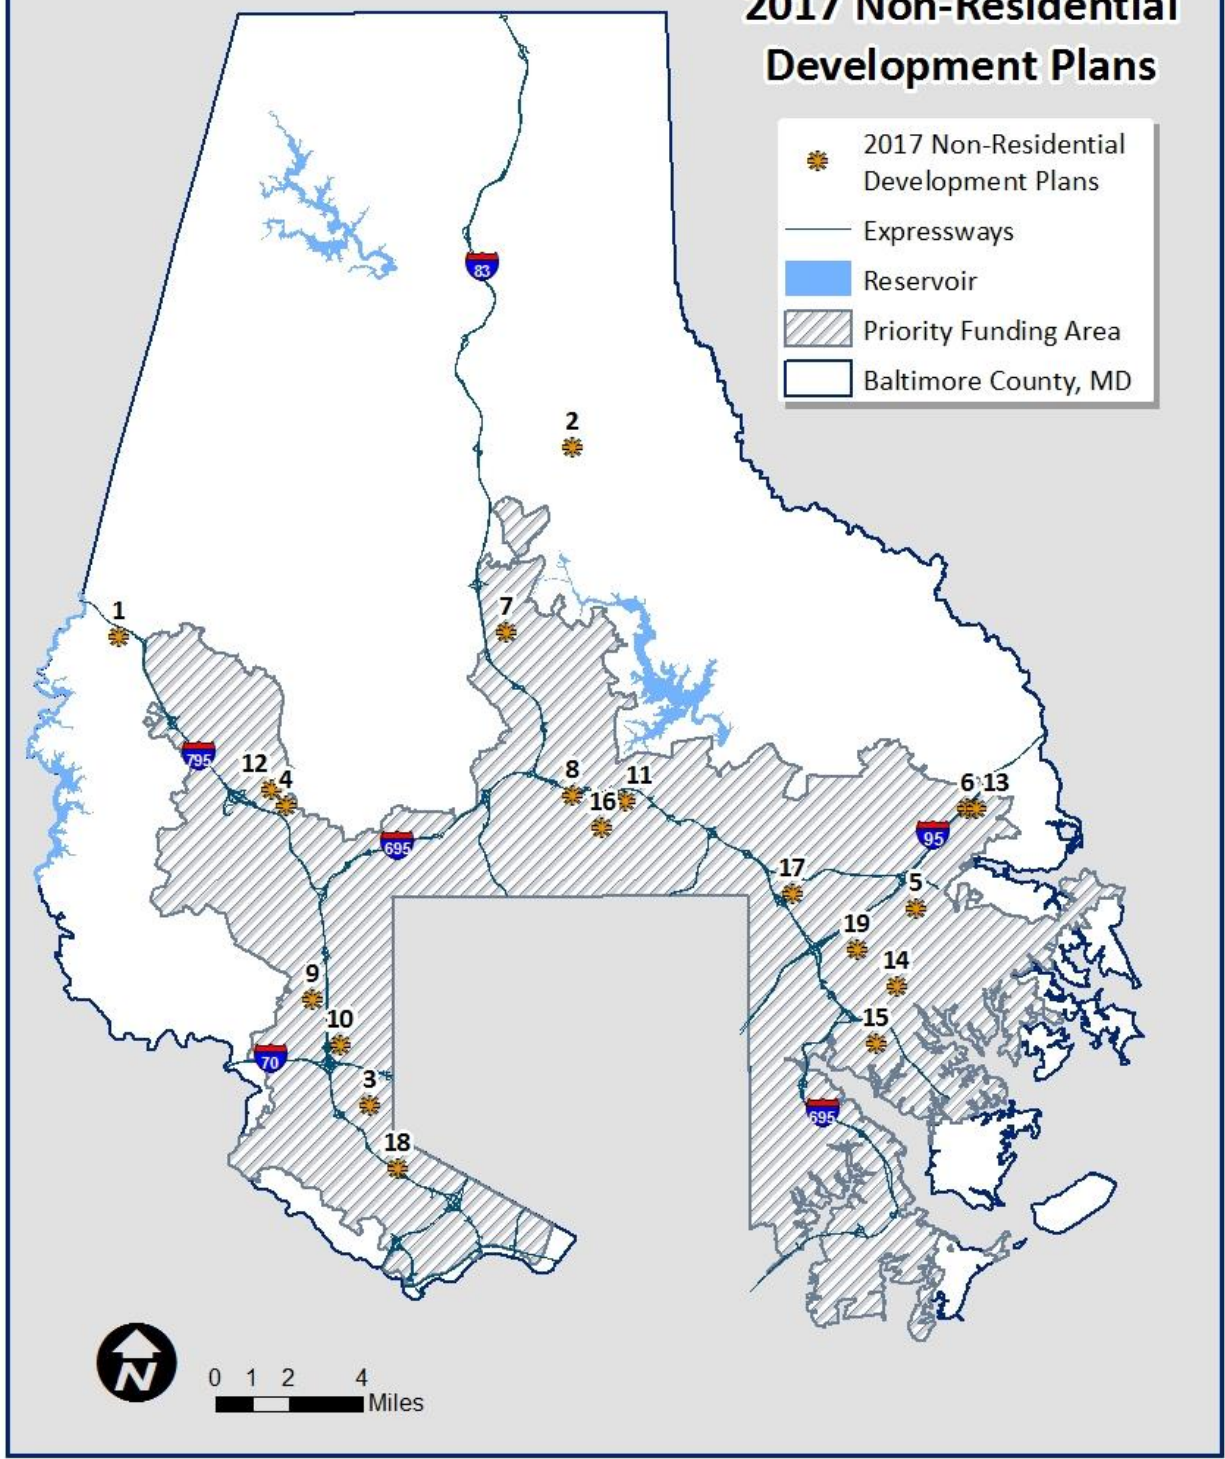 2017 Non-Residential
Development Plans
2017 Non-Residential
Development Plans
Expressways
Reservoir
Priority Funding Area
Baltimore County, MD
83
2
1
7
795
12
4
8
11
16
6
13
695
95
17
5
19
14
9
10
15
70
3
695
18
N
0 1 2 4
Miles